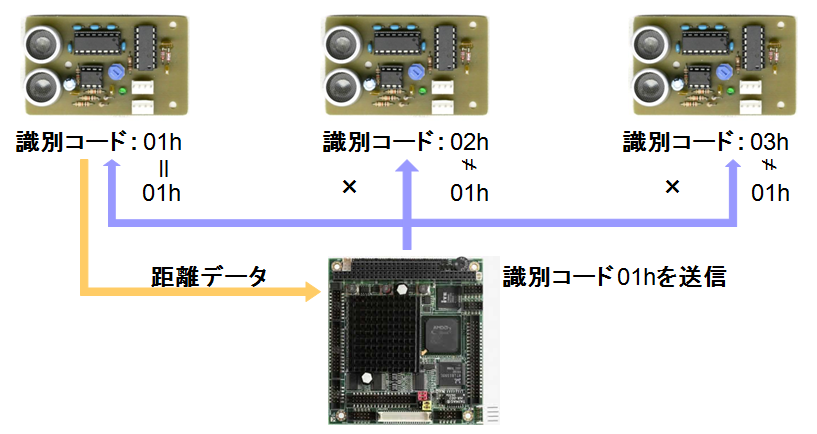 識別コード：01h
識別コード：02h
識別コード：03h
=
≠
≠
01h
×
01h
×
01h
距離データ
識別コード01hを送信